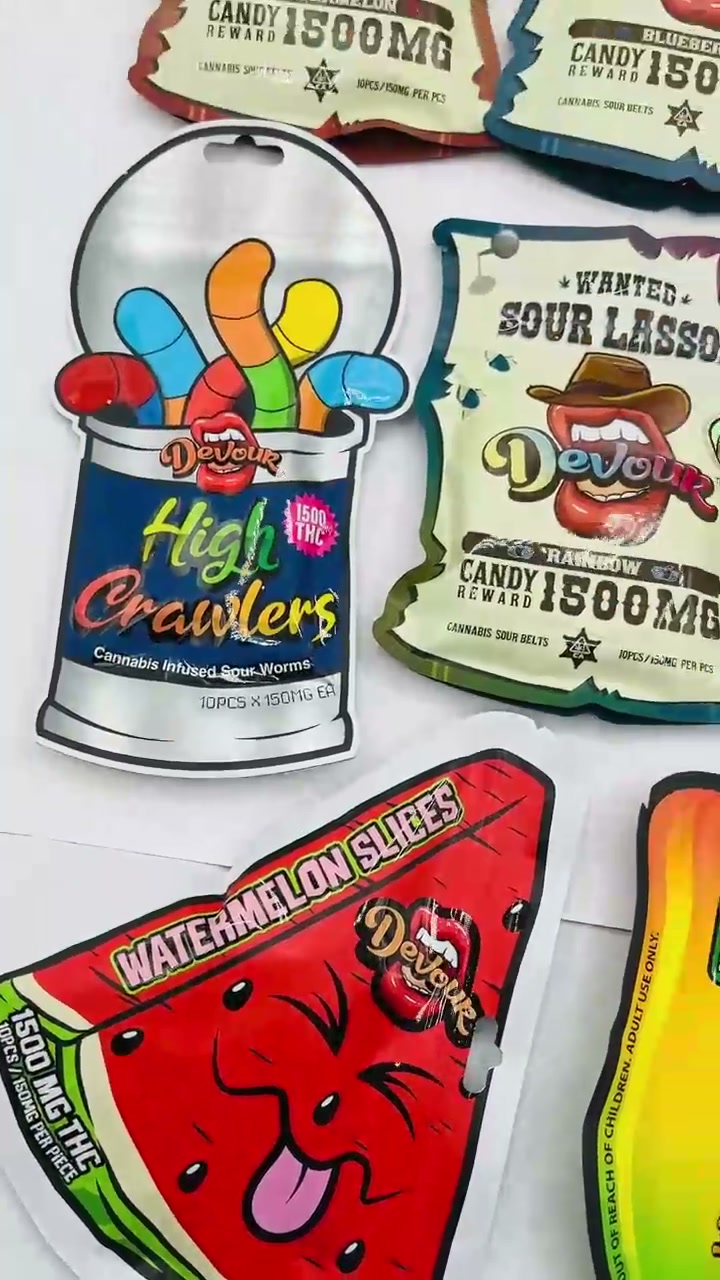 CANDY
REWARD
1500MG
CANNABIS SOUR BELTS
10PCS/150MG PER PCS
BLUEBER
CANDY
REWARD
150
CANNABIS SOUR BELTS
Devour
High
Crawlers
1500
THC
Cannabis Infused Sour Worms
10PCS X 150MG EA
WANTED
SOUR LASSO
Devour
RAINBOW
CANDY
REWARD
1500MG
CANNABIS SOUR BELTS
10PCS/150MG PER PCS
WATERMELON SLICES
Devour
1500 MG THC
10PCS / 150MG PER PIECE
OUT OF REACH OF CHILDREN. ADULT USE ONLY.